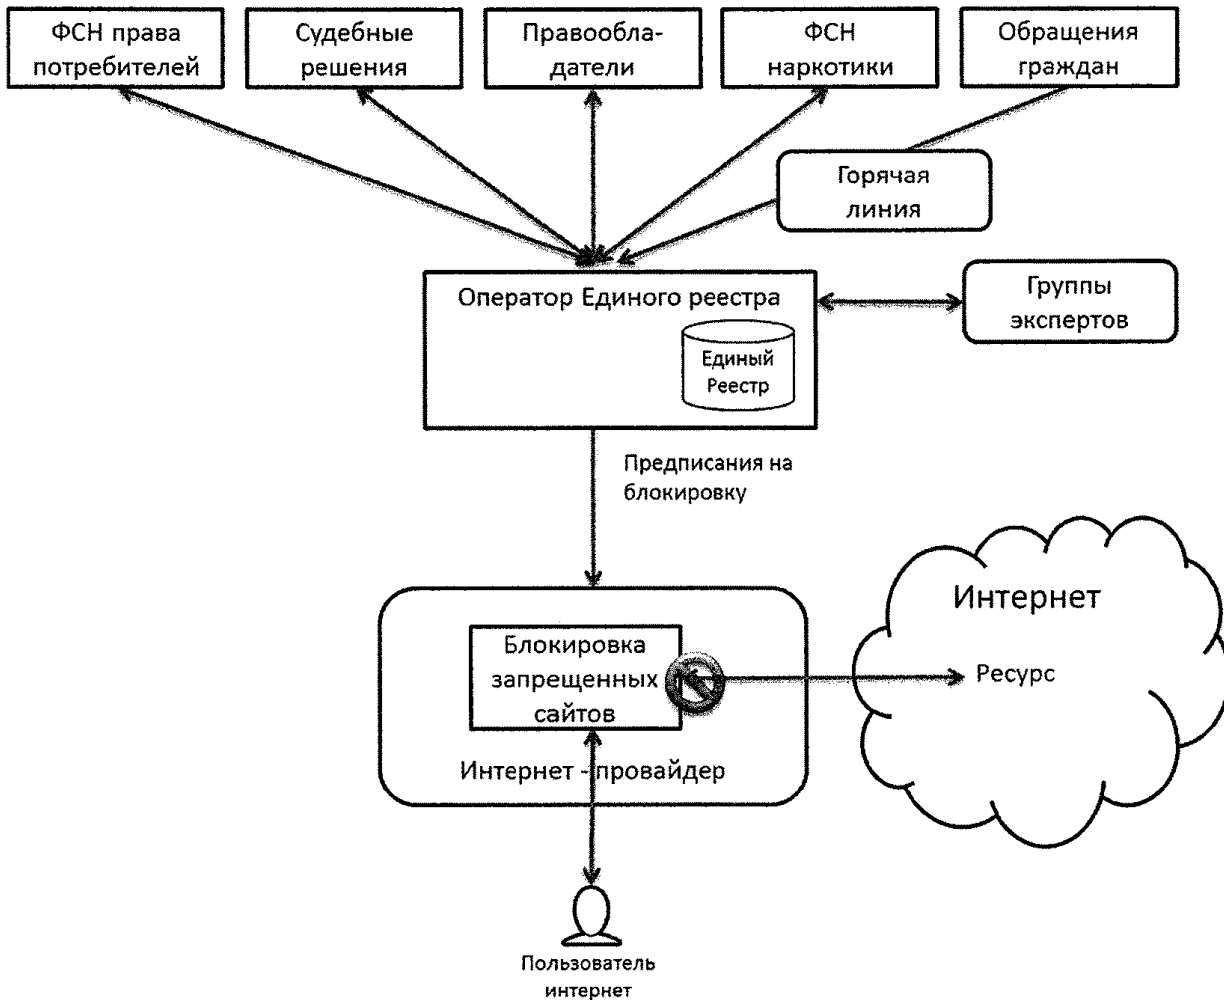 ФСН права
потребителей
Судебные
решения
Правообла-
датели
ФСН
наркотики
Обращения
граждан
Горячая
линия
Оператор Единого реестра
Единый
Реестр
Группы
экспертов
Предписания на
блокировку
Интернет
Ресурс
Блокировка
запрещенных
сайтов
Интернет - провайдер
Пользователь
интернет